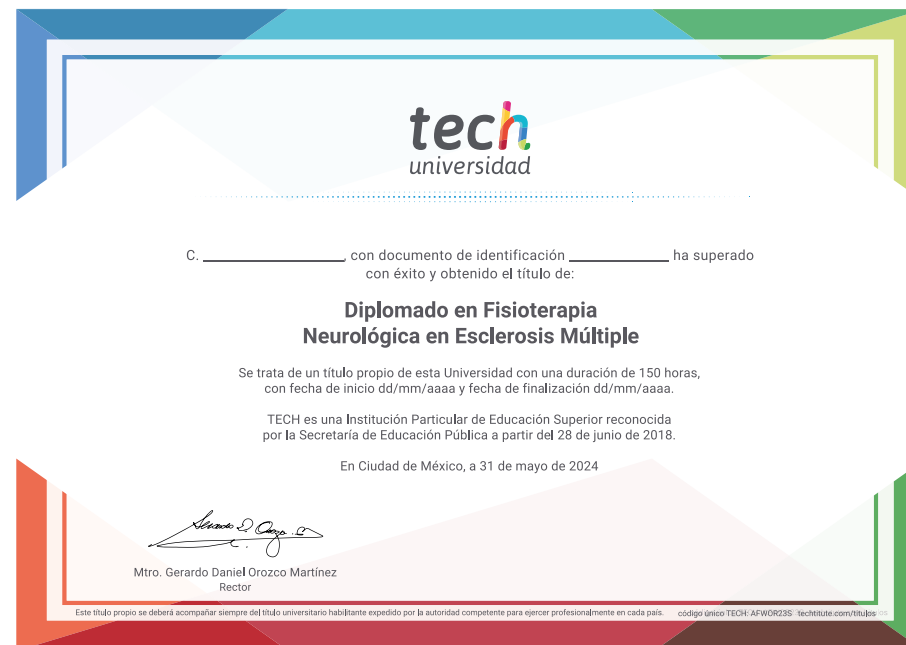 tech
universidad
C. ____________, con documento de identificación __________ ha superado
con éxito y obtenido el título de:
Diplomado en Fisioterapia
Neurológica en Esclerosis Múltiple
Se trata de un título propio de esta Universidad con una duración de 150 horas,
con fecha de inicio dd/mm/aaaa y fecha de finalización dd/mm/aaaa.
TECH es una Institución Particular de Educación Superior reconocida
por la Secretaría de Educación Pública a partir del 28 de junio de 2018.
En Ciudad de México, a 31 de mayo de 2024
Mtro. Gerardo Daniel Orozco Martínez
Rector
Este título propio se deberá acompañar siempre del título universitario habilitante expedido por la autoridad competente para ejercer profesionalmente en cada país. código único TECH: AFWOR23S techtitute.com/titulos